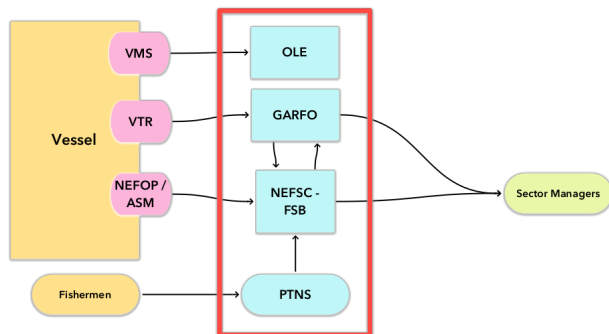 VMS
OLE
VTR
GARFO
Vessel
NEFOP /
ASM
NEFSC -
FSB
Sector Managers
Fishermen
PTNS